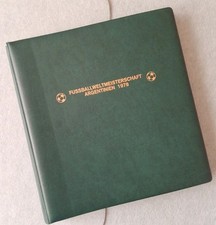 FUSSBALLWELTMEISTERSCHAFT
ARGENTINIEN 1978